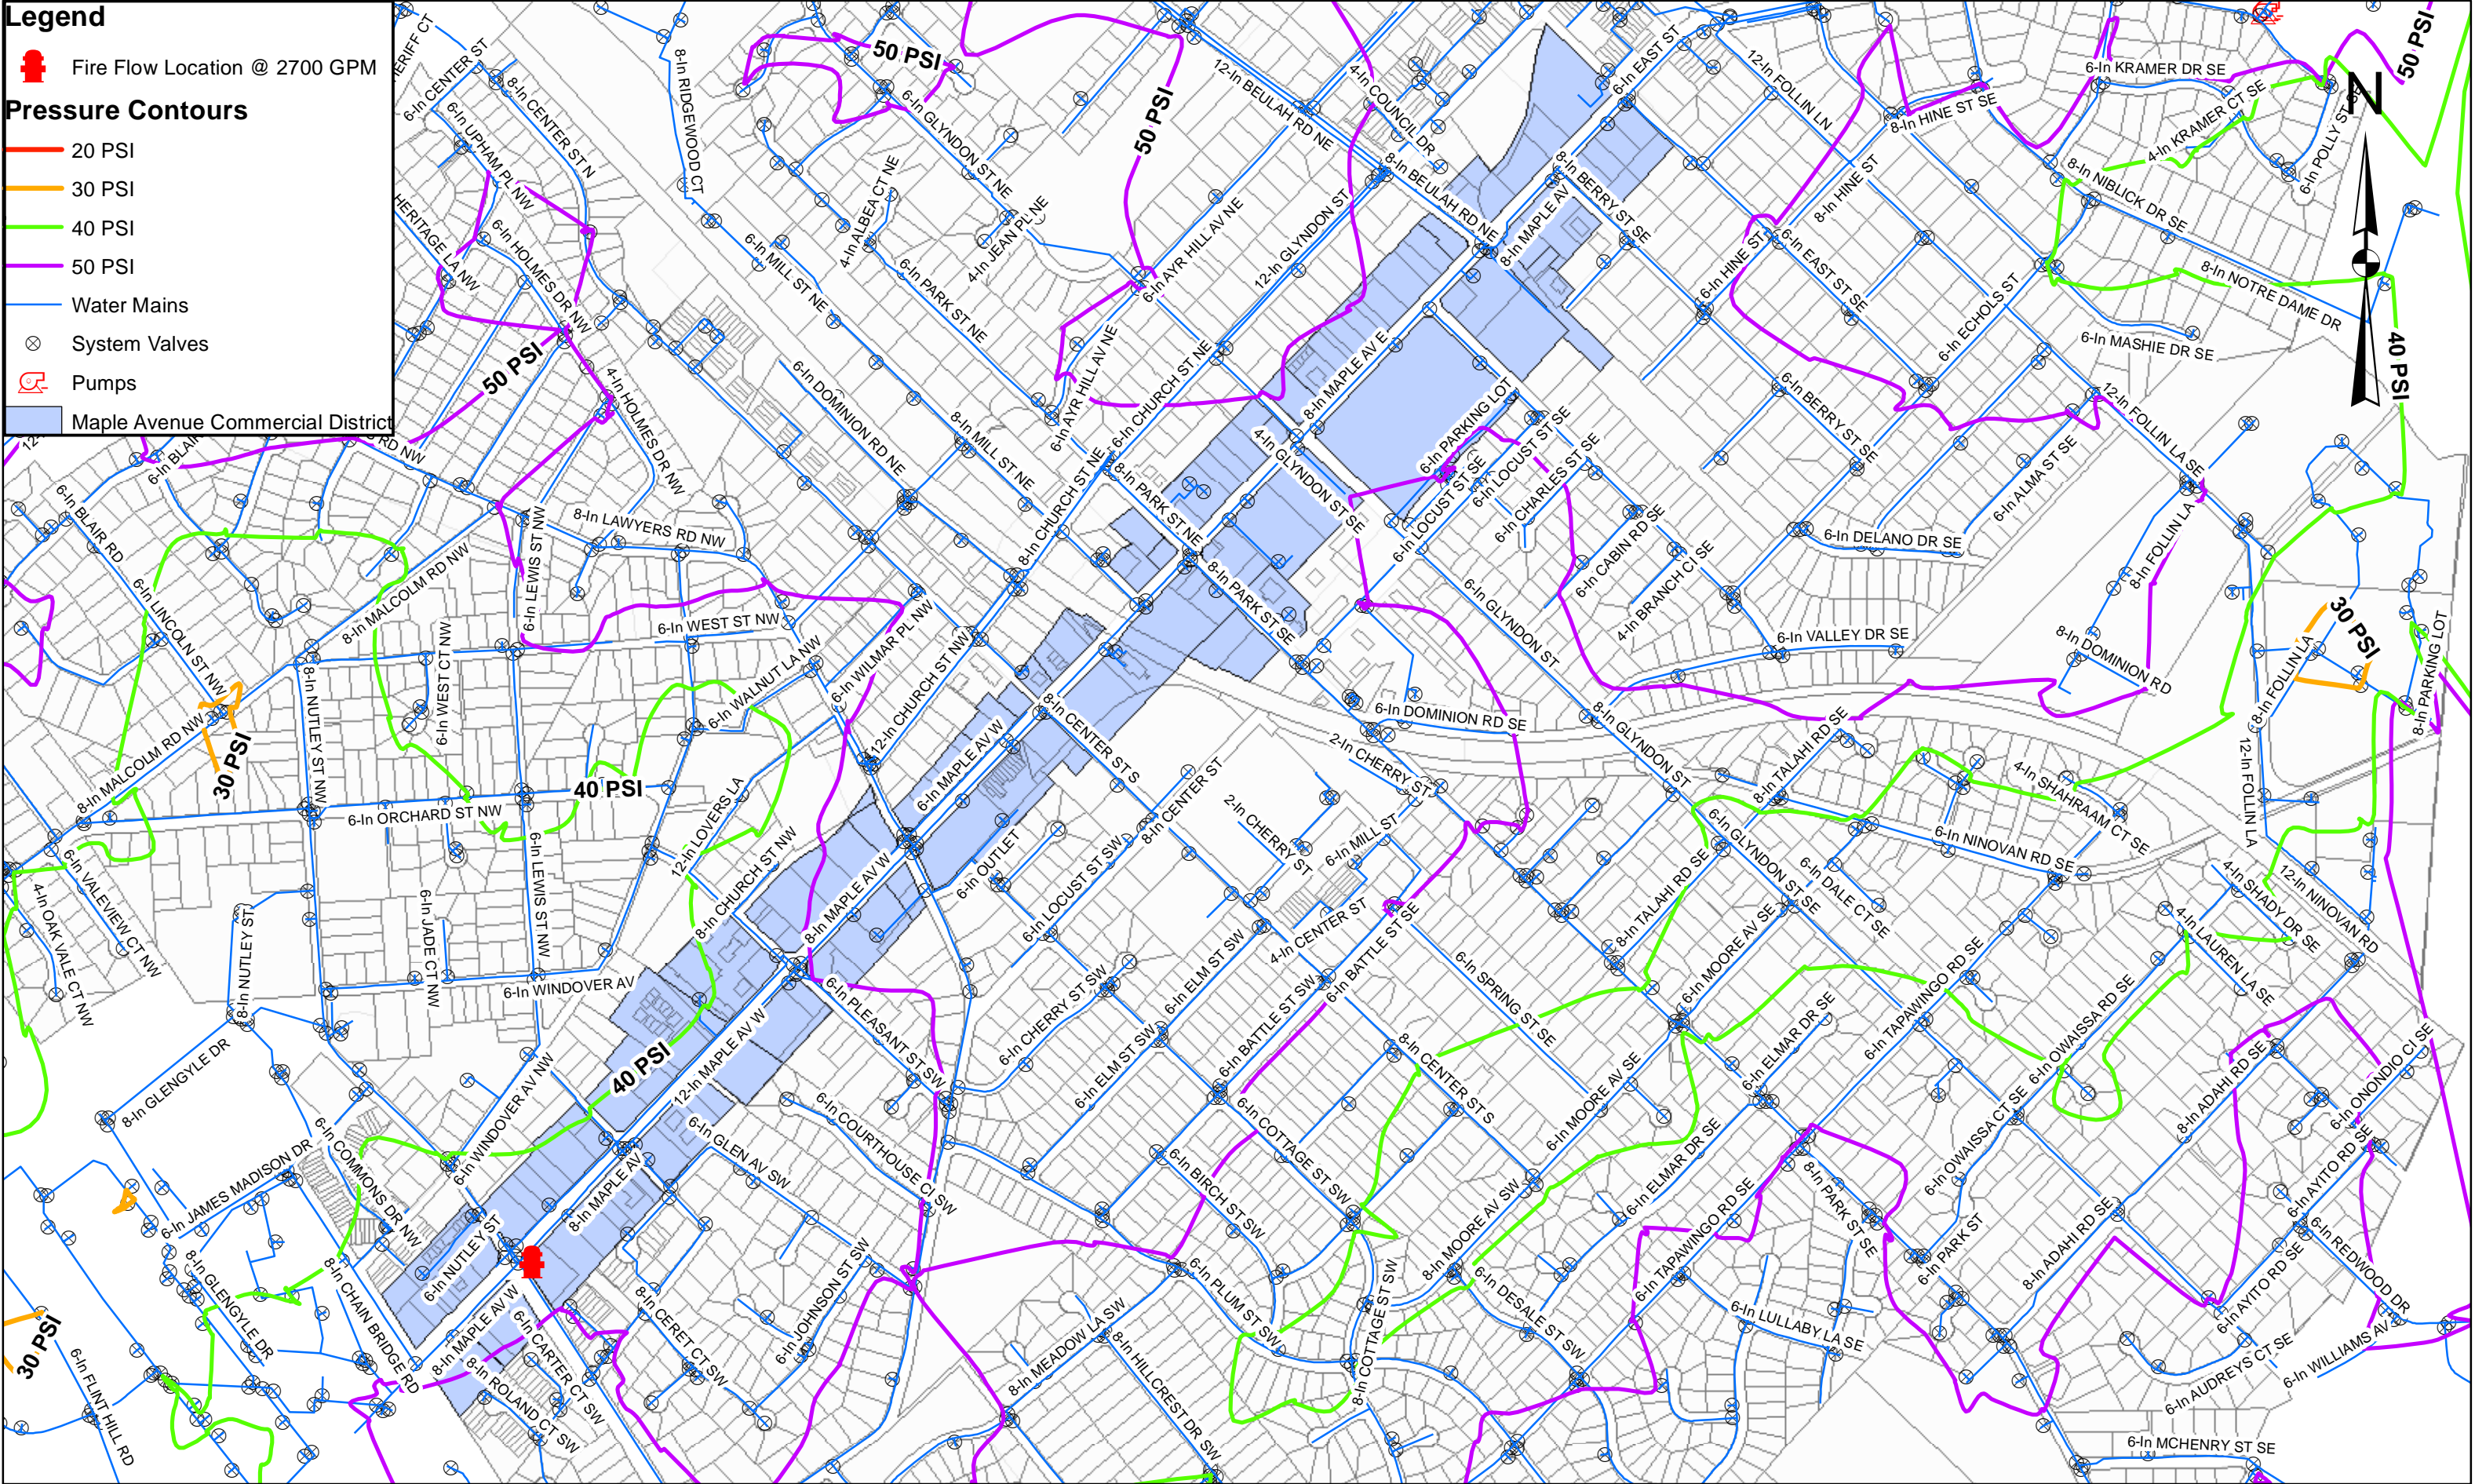 Legend
Fire Flow Location @ 2700 GPM
Pressure Contours
20 PSI
30 PSI
40 PSI
50 PSI
Water Mains
System Valves
Pumps
Maple Avenue Commercial District
N
ERIFF CT
6-In CENTER ST
8-In CENTER ST N
6-In UPHAM PL NW
HERITAGE LA NW
6-In HOLMES DR NW
4-In HOLMES DR NW
8-In RIDGEWOOD CT
50 PSI
6-In GLYNDON ST NE
4-In ALBEA CT NE
4-In JEAN PL NE
6-In MILL ST NE
6-In PARK ST NE
50 PSI
12-In BEULAH RD NE
4-In COUNCIL DR
8-In BEULAH RD NE
6-In AYR HILL AV NE
12-In GLYNDON ST
6-In EAST ST
12-In FOLLIN LN
8-In BERRY ST SE
8-In MAPLE AV
8-In HINE ST SE
8-In HINE ST
6-In HINE ST
6-In KRAMER DR SE
4-In KRAMER CT SE
6-In POLLY ST SE
50 PSI
8-In NIBLICK DR SE
8-In NOTRE DAME DR
6-In MASHIE DR SE
40 PSI
6-In EAST ST SE
6-In ECHOLS ST
6-In BERRY ST SE
12-In FOLLIN LA SE
6-In ALMA ST SE
6-In DELANO DR SE
8-In FOLLIN LA
6-In VALLEY DR SE
8-In DOMINION RD
30 PSI
8-In FOLLIN LA
8-In PARKING LOT
12-In FOLLIN LA
50 PSI
12-
RD NW
6-In BLAIR
6-In BLAIR RD
6-In LINCOLN ST NW
8-In MALCOLM RD NW
8-In MALCOLM RD NW
30 PSI
6-In LEWIS ST NW
8-In LAWYERS RD NW
6-In WEST ST NW
6-In WEST CT NW
8-In NUTLEY ST NW
6-In WALNUT LA NW
6-In WILMAR PL NW
6-In DOMINION RD NE
8-In MILL ST NE
6-In AYR HILL AV NE
6-In CHURCH ST NE
8-In CHURCH ST NE
8-In PARK ST NE
8-In MAPLE AV E
4-In GLYNDON ST SE
6-In PARKING LOT
6-In LOCUST ST SE
6-In LOCUST ST SE
6-In CHARLES ST SE
6-In CABIN RD SE
4-In BRANCH CI SE
8-In PARK ST SE
6-In GLYNDON ST
12-In CHURCH ST NW
8-In CENTER ST S
6-In MAPLE AV W
6-In DOMINION RD SE
8-In GLYNDON ST
2-In CHERRY ST
8-In TALAHI RD SE
4-In SHAHRAM CT SE
6-In NINOVAN RD SE
40 PSI
6-In ORCHARD ST NW
6-In LEWIS ST NW
12-In LOVERS LA
8-In CHURCH ST NW
8-In MAPLE AV W
6-In OUTLET
6-In LOCUST ST SW
8-In CENTER ST
2-In CHERRY ST
6-In MILL ST
4-In CENTER ST
6-In BATTLE ST SE
6-In GLYNDON ST SE
8-In TALAHI RD SE
6-In DALE CT SE
6-In MOORE AV SE
4-In SHADY DR SE
12-In NINOVAN RD
4-In LAUREN LA SE
6-In VALEVIEW CT NW
4-In OAK VALE CT NW
8-In NUTLEY ST
6-In JADE CT NW
6-In WINDOVER AV
8-In GLENGYLE DR
6-In PLEASANT ST SW
6-In CHERRY ST SW
6-In ELM ST SW
6-In ELM ST SW
6-In BATTLE ST SW
6-In SPRING ST SE
8-In CENTER ST S
6-In MOORE AV SE
6-In ELMAR DR SE
6-In TAPAWINGO RD SE
6-In OWAISSA RD SE
8-In ADAHI RD SE
6-In ONONDIO CI SE
40 PSI
12-In MAPLE AV W
6-In WINDOVER AV NW
6-In COMMONS DR NW
6-In JAMES MADISON DR
8-In GLENGYLE DR
8-In CHAIN BRIDGE RD
6-In NUTLEY ST
8-In MAPLE AV
8-In MAPLE AV W
6-In GLEN AV SW
6-In COURTHOUSE CI SW
6-In COTTAGE ST SW
6-In BIRCH ST SW
6-In PLUM ST SW
8-In MOORE AV SW
6-In ELMAR DR SE
6-In DESALE ST SW
6-In TAPAWINGO RD SE
8-In PARK ST SE
6-In PARK ST
6-In OWAISSA CT SE
8-In ADAHI RD SE
6-In AYITO RD SE
6-In AYITO RD SE
6-In REDWOOD DR
30 PSI
6-In FLINT HILL RD
8-In ROLAND CT SW
6-In CARTER CT SW
8-In CERET CT SW
6-In JOHNSON ST SW
8-In MEADOW LA SW
8-In HILLCREST DR SW
8-In COTTAGE ST SW
6-In LULLABY LA SE
6-In AUDREYS CT SE
6-In WILLIAMS AV
6-In MCHENRY ST SE